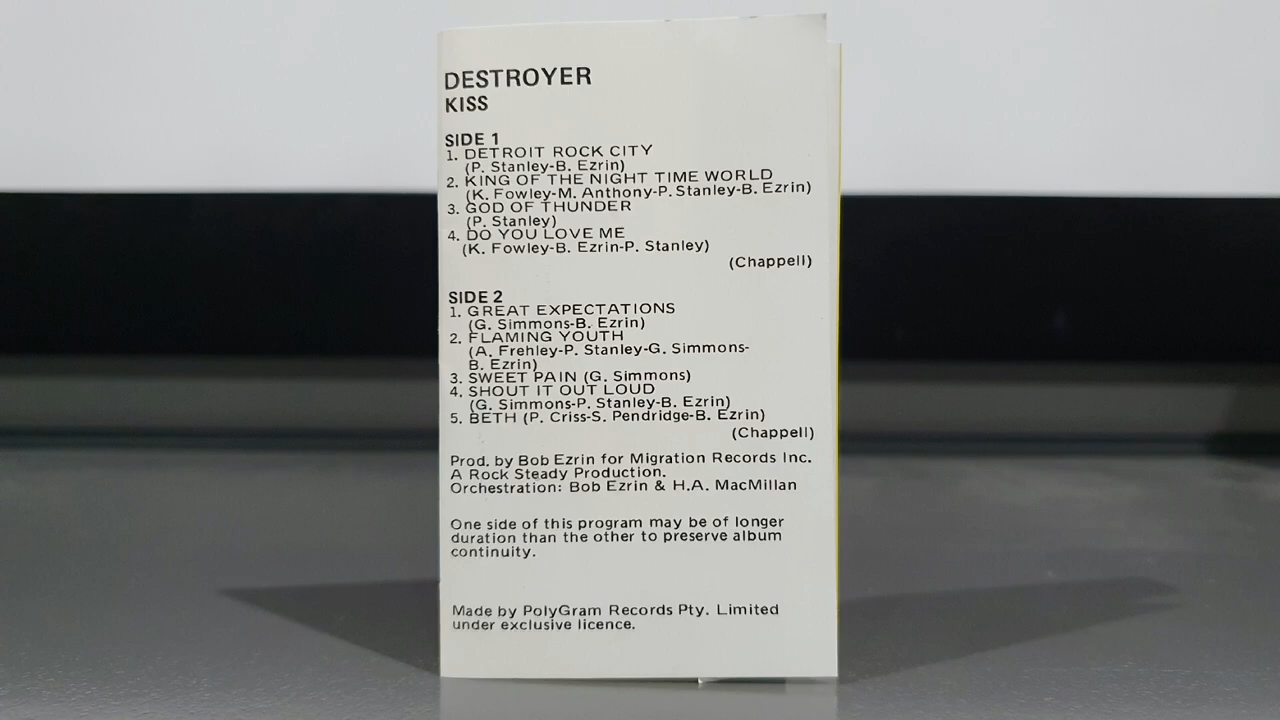 DESTROYER
KISS
SIDE 1
1. DETROIT ROCK CITY
(P. Stanley-B. Ezrin)
2. KING OF THE NIGHT TIME WORLD
(K. Fowley-M. Anthony-P. Stanley-B. Ezrin)
3. GOD OF THUNDER
(P. Stanley)
4. DO YOU LOVE ME
(K. Fowley-B. Ezrin-P. Stanley)
(Chappell)
SIDE 2
1. GREAT EXPECTATIONS
(G. Simmons-B. Ezrin)
2. FLAMING YOUTH
(A. Frehley-P. Stanley-G. Simmons-
B. Ezrin)
3. SWEET PAIN (G. Simmons)
4. SHOUT IT OUT LOUD
(G. Simmons-P. Stanley-B. Ezrin)
5. BETH (P. Criss-S. Pendridge-B. Ezrin)
(Chappell)
Prod. by Bob Ezrin for Migration Records Inc.
A Rock Steady Production.
Orchestration: Bob Ezrin & H.A. MacMillan
One side of this program may be of longer
duration than the other to preserve album
continuity.
Made by PolyGram Records Pty. Limited
under exclusive licence.